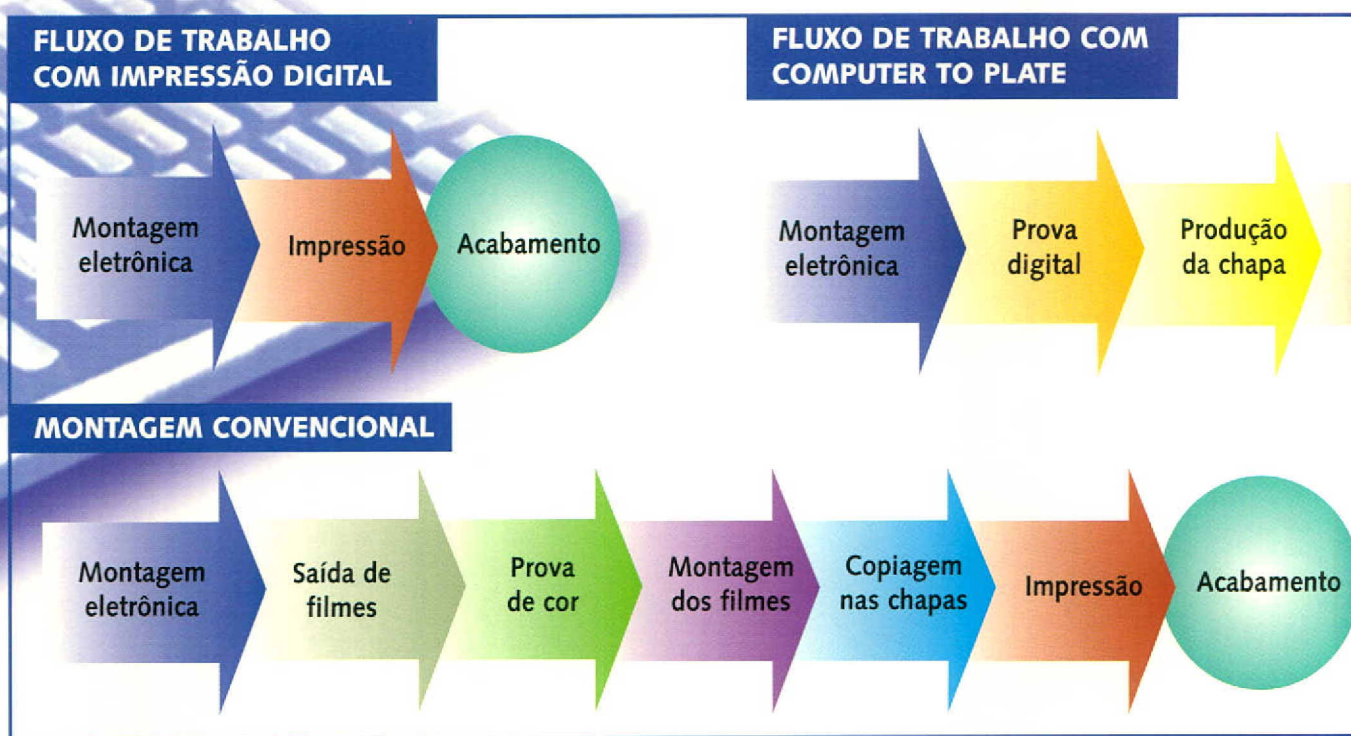 FLUXO DE TRABALHO
COM IMPRESSÃO DIGITAL
Montagem
eletrônica
Impressão
Acabamento
FLUXO DE TRABALHO COM
COMPUTER TO PLATE
Montagem
eletrônica
Prova
digital
Produção
da chapa
MONTAGEM CONVENCIONAL
Montagem
eletrônica
Saída de
filmes
Prova
de cor
Montagem
dos filmes
Copiagem
nas chapas
Impressão
Acabamento